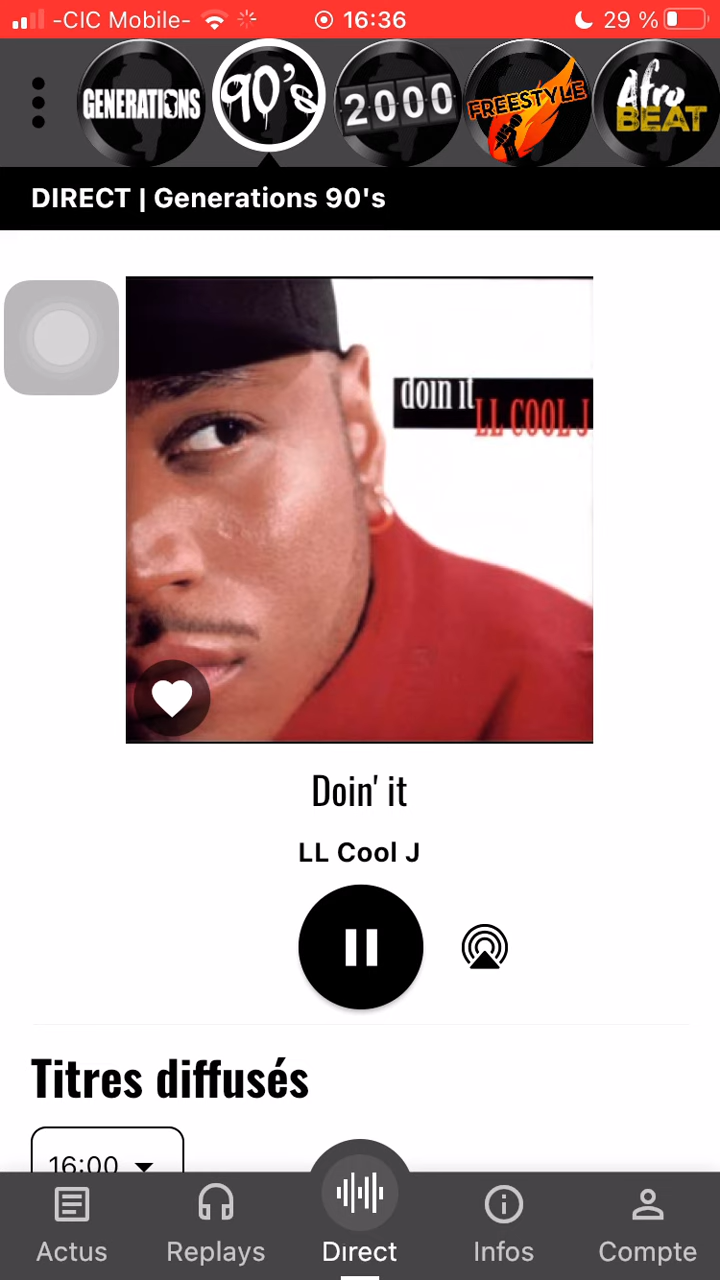 -CIC Mobile- 16:36 29 %
GENERATIONS 90's 2000 FREESTYLE Afro BEAT
DIRECT | Generations 90's
doin it
LL COOL J
Doin' it
LL Cool J
Titres diffusés
16:00
Actus Replays Direct Infos Compte